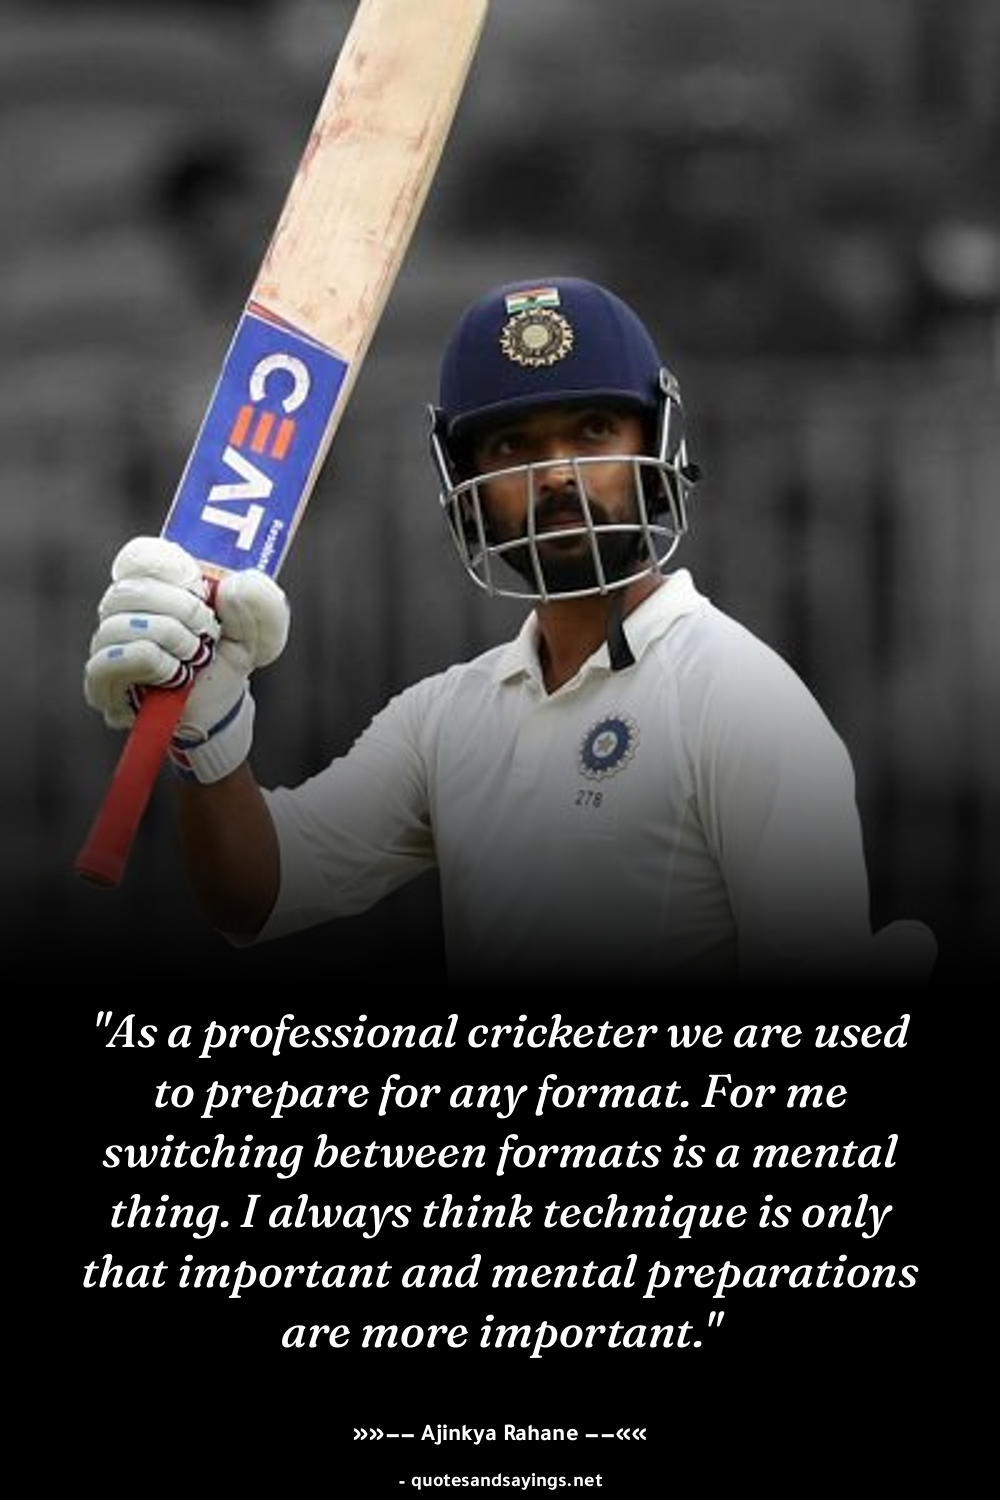 CEAT
278
"As a professional cricketer we are used
to prepare for any format. For me
switching between formats is a mental
thing. I always think technique is only
that important and mental preparations
are more important."
»»–– Ajinkya Rahane ––««
- quotesandsayings.net